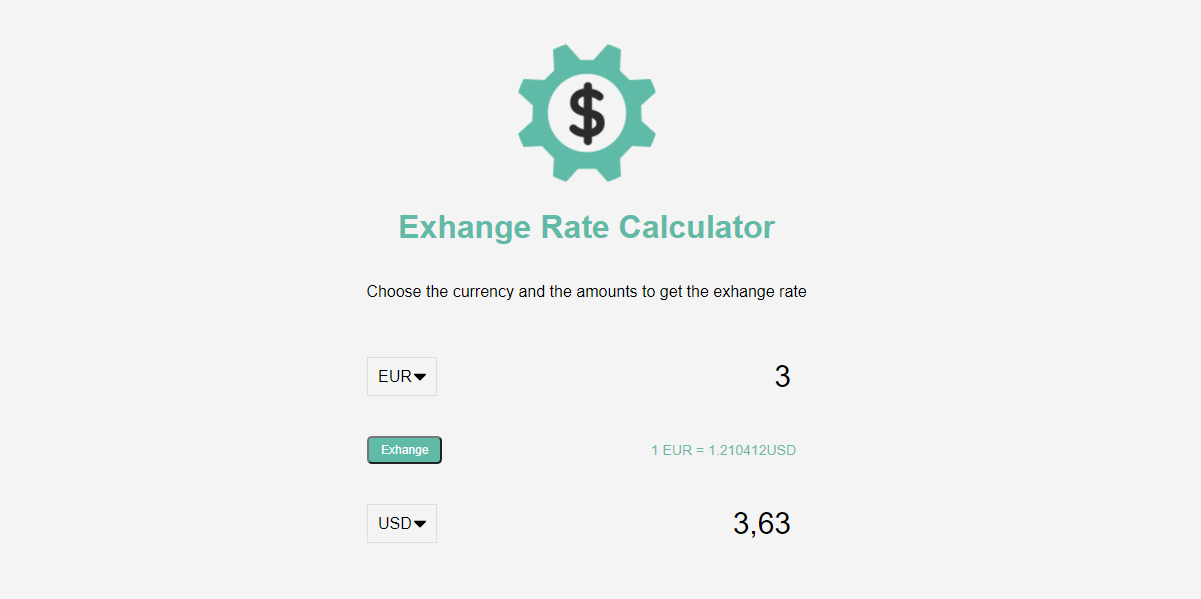 $
Exhange Rate Calculator
Choose the currency and the amounts to get the exhange rate
EUR
3
Exhange
1 EUR = 1.210412USD
USD
3,63